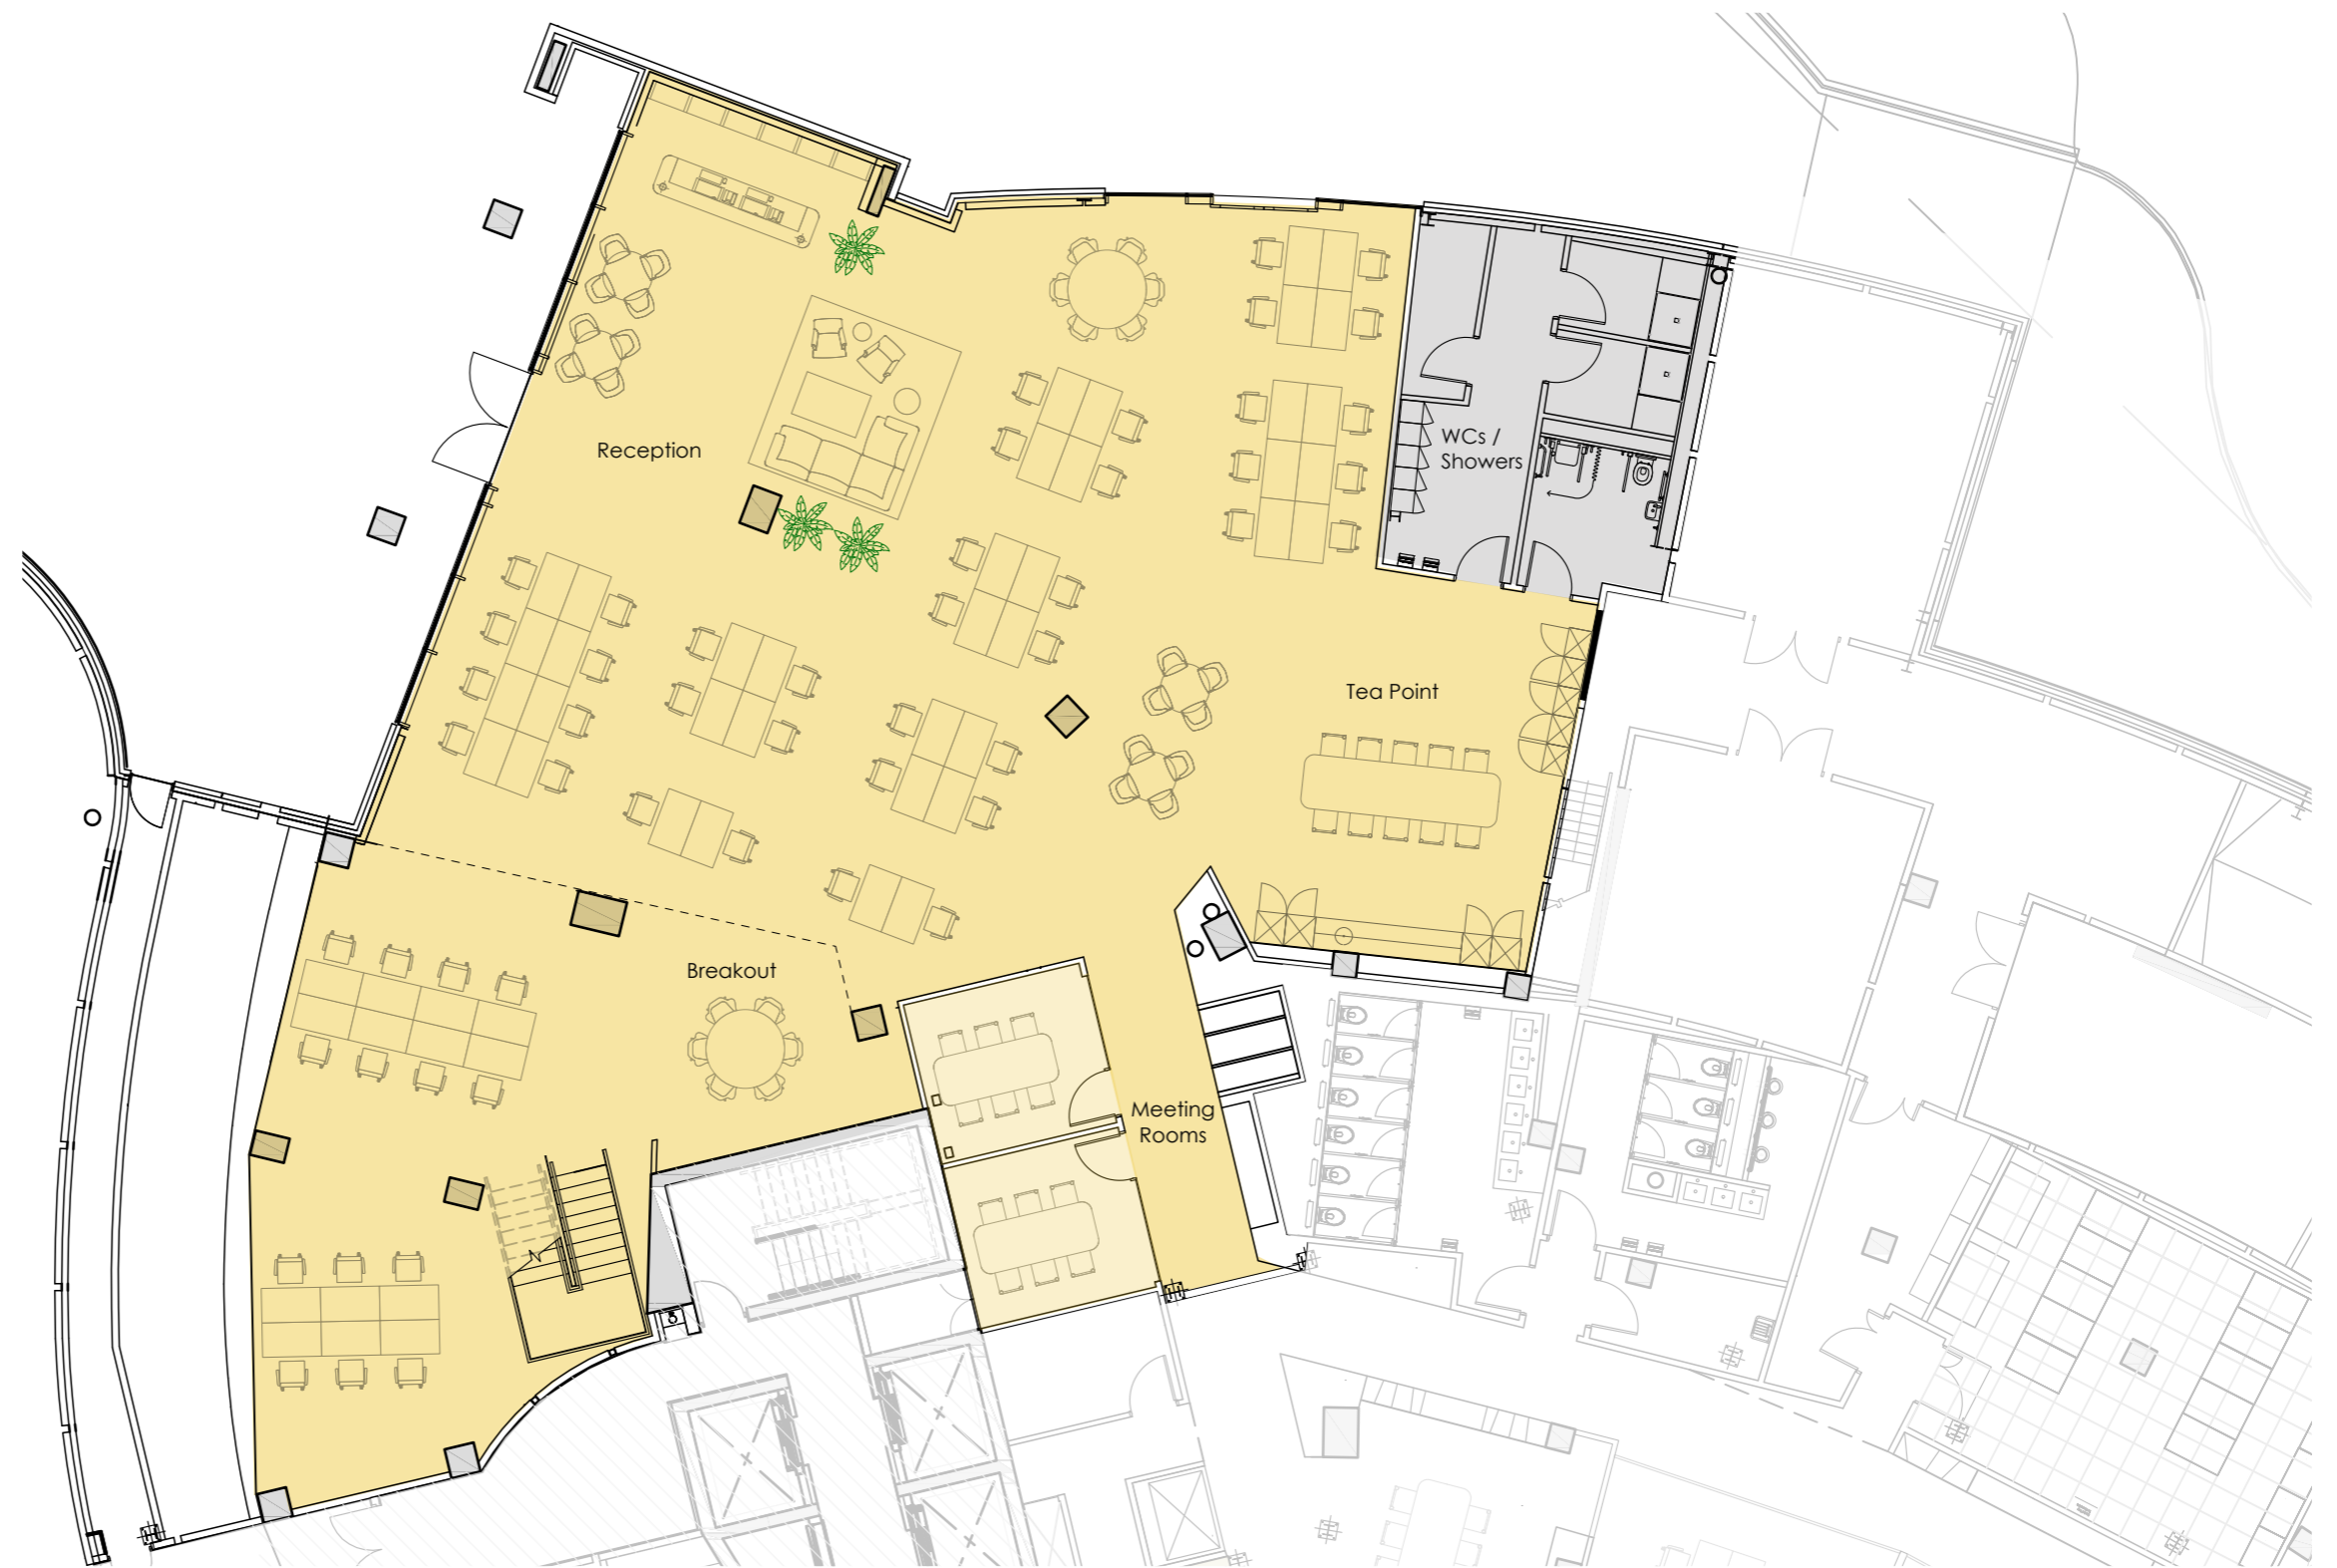 Reception
WCs /
Showers
Tea Point
Breakout
Meeting
Rooms